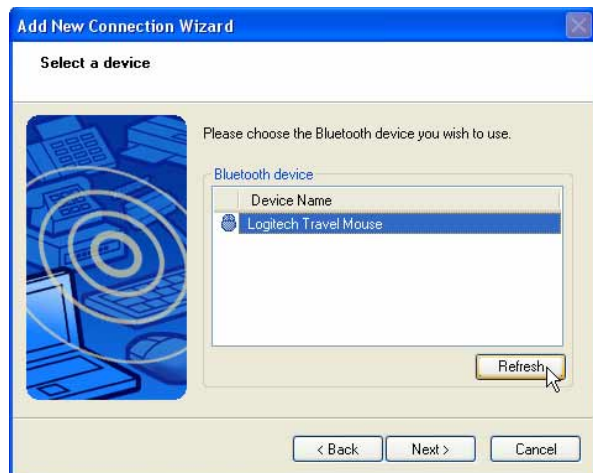 Add New Connection Wizard
Select a device
Please choose the Bluetooth device you wish to use.
Bluetooth device
Device Name
Logitech Travel Mouse
Refresh
< Back Next > Cancel